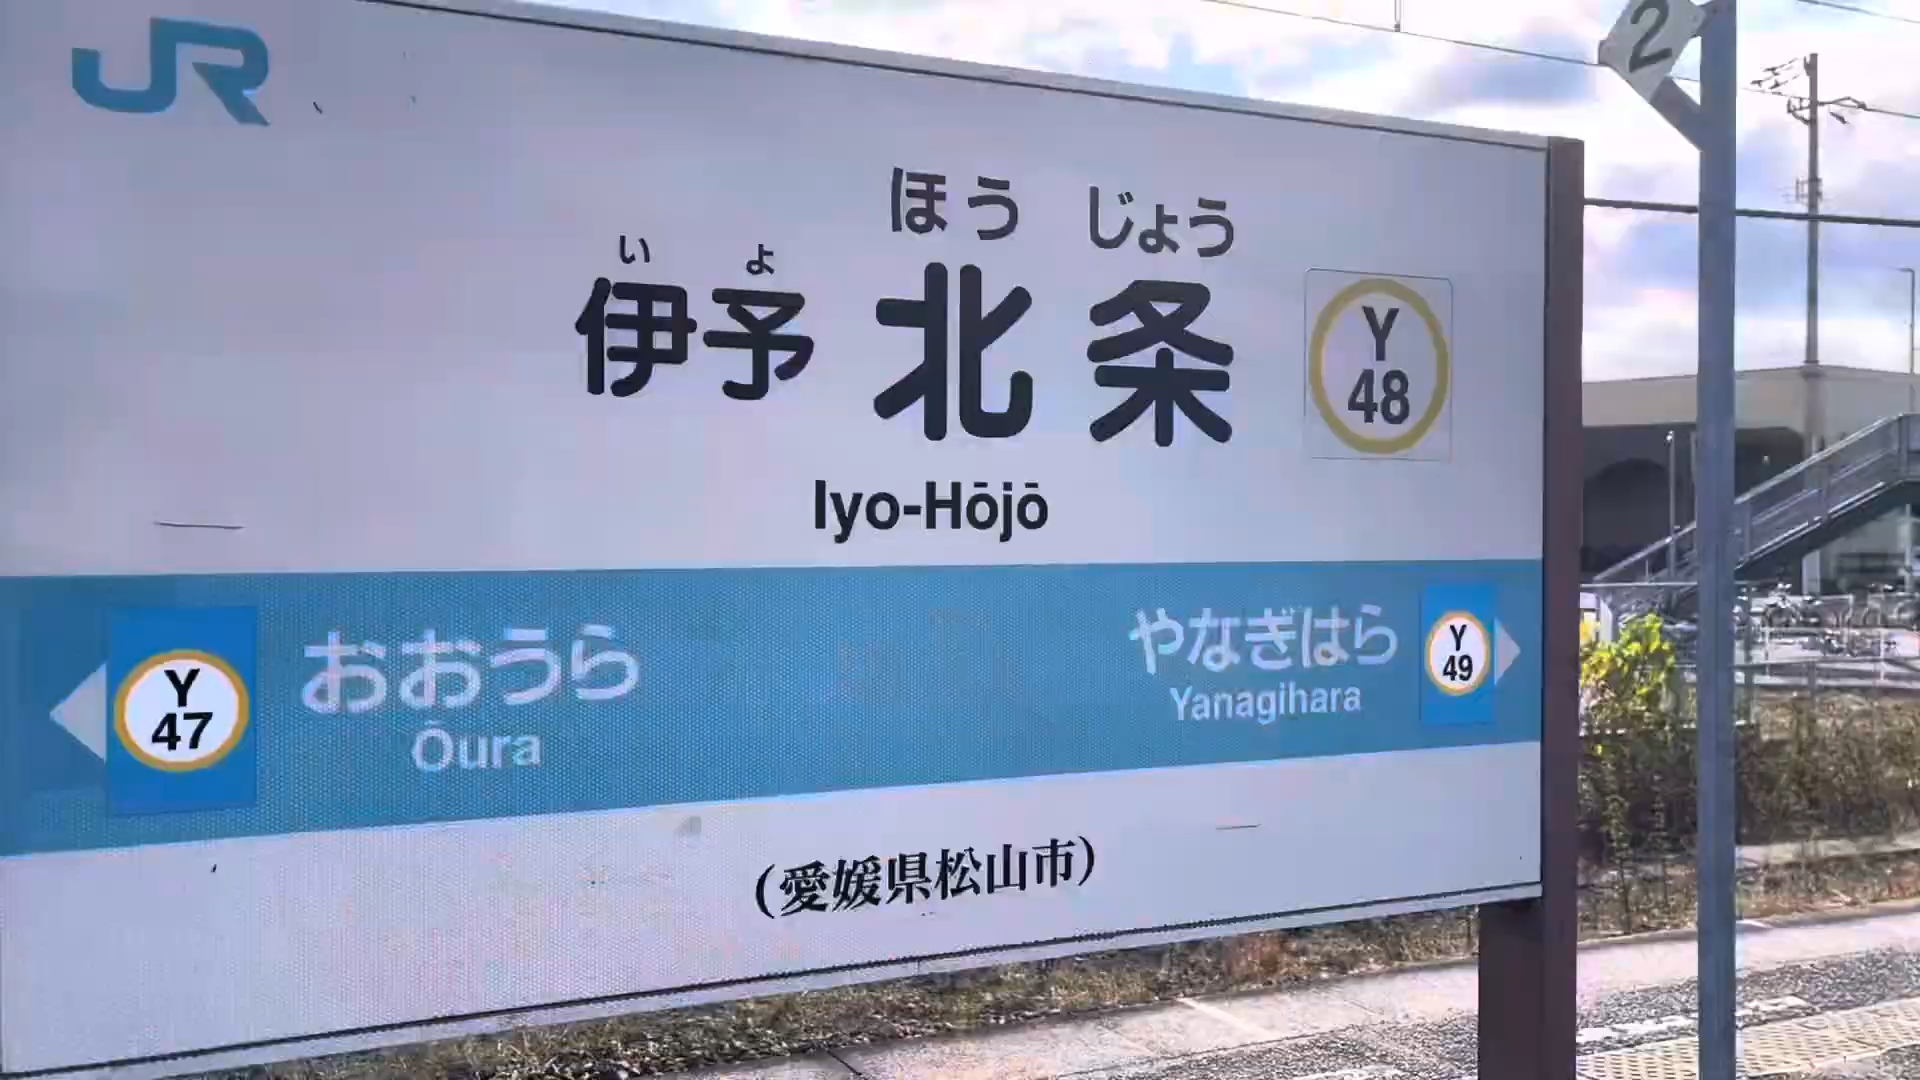 JR
2
いよ ほうじょう
伊予北条
Y
48
Iyo-Hōjō
Y
47
おおうら
Ōura
やなぎはら
Yanagihara
Y
49
(愛媛県松山市)